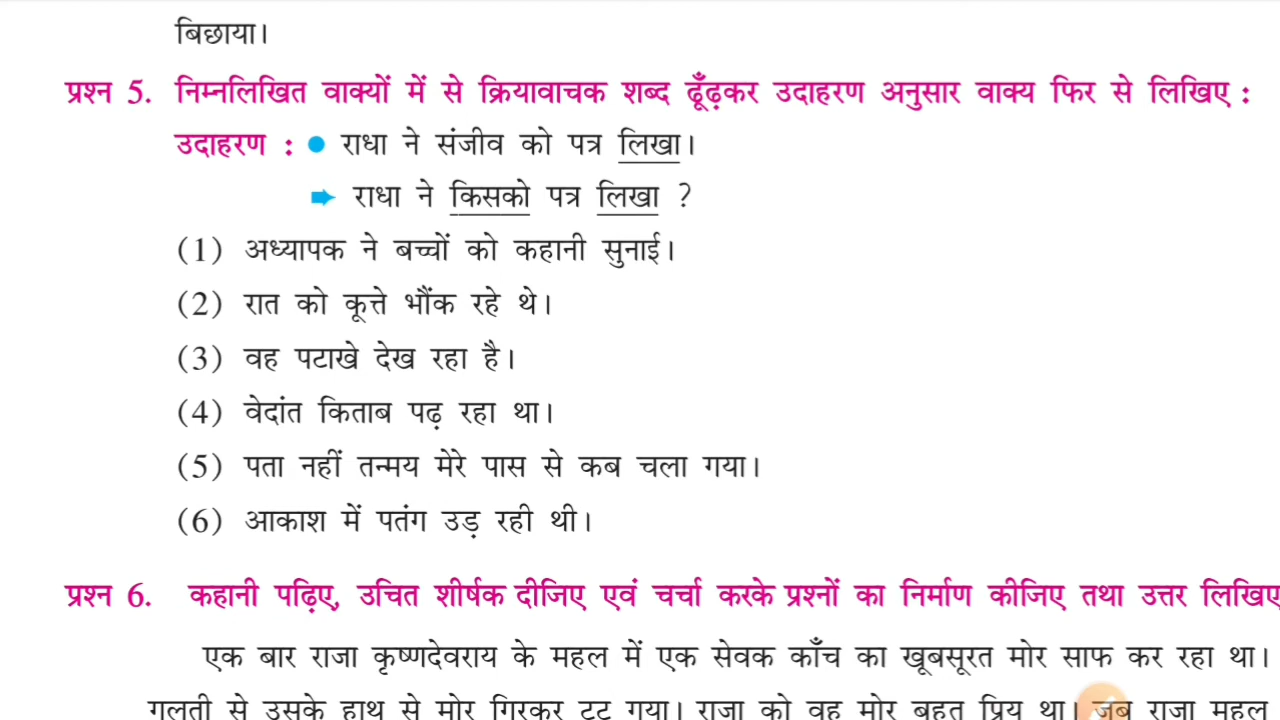 बिछाया।
प्रश्न 5. निम्नलिखित वाक्यों में से क्रियावाचक शब्द ढूँढ़कर उदाहरण अनुसार वाक्य फिर से लिखिए :
उदाहरण : ● राधा ने संजीव को पत्र लिखा।
➡ राधा ने किसको पत्र लिखा ?
(1) अध्यापक ने बच्चों को कहानी सुनाई।
(2) रात को कूत्ते भौंक रहे थे।
(3) वह पटाखे देख रहा है।
(4) वेदांत किताब पढ़ रहा था।
(5) पता नहीं तन्मय मेरे पास से कब चला गया।
(6) आकाश में पतंग उड़ रही थी।
प्रश्न 6. कहानी पढ़िए, उचित शीर्षक दीजिए एवं चर्चा करके प्रश्नों का निर्माण कीजिए तथा उत्तर लिखिए
एक बार राजा कृष्णदेवराय के महल में एक सेवक काँच का खूबसूरत मोर साफ कर रहा था।
गलती से उसके हाथ से मोर गिरकर टूट गया। राजा को वह मोर बहुत प्रिय था। जब राजा महल